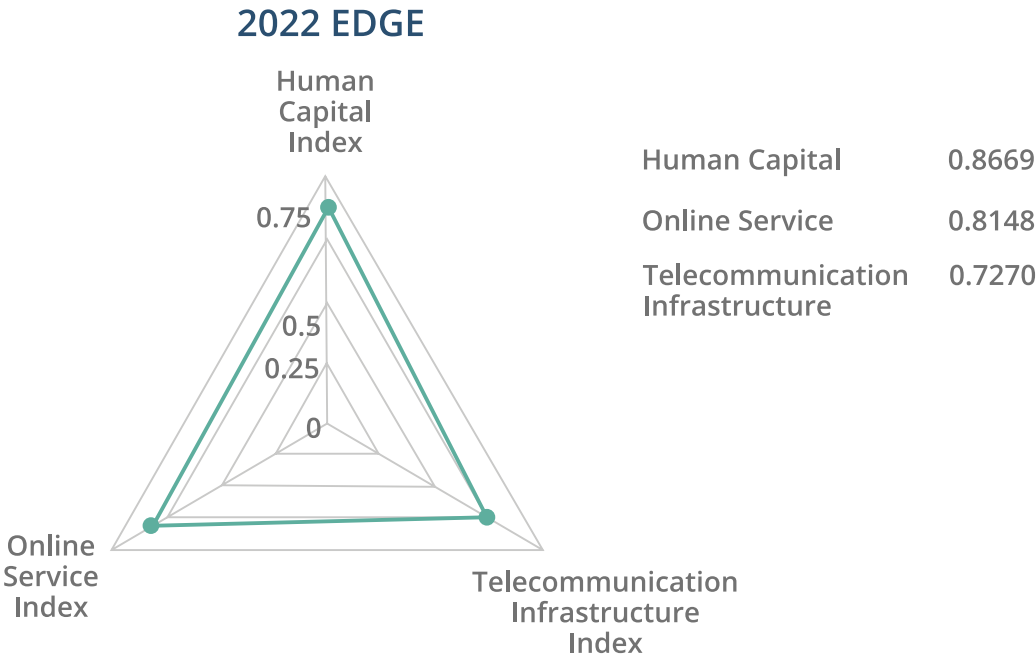 2022 EDGE
Human
Capital
Index
0.75
0.5
0.25
0
Online
Service
Index
Telecommunication
Infrastructure
Index
Human Capital 0.8669
Online Service 0.8148
Telecommunication 0.7270
Infrastructure